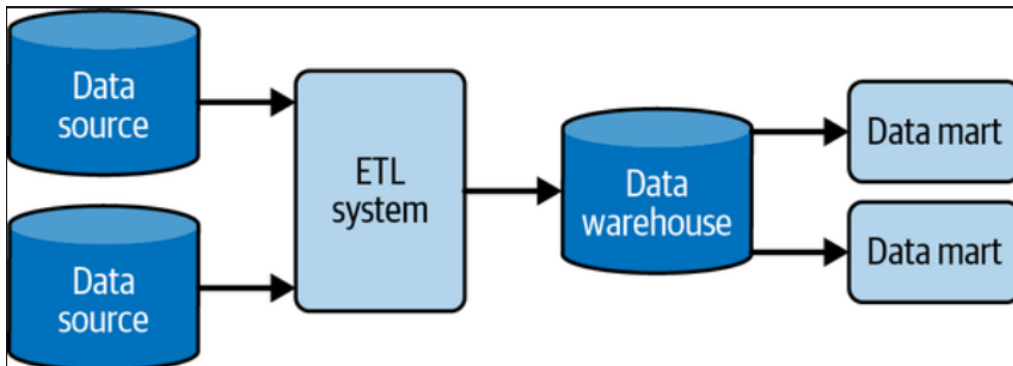 Data
source
Data
source
ETL
system
Data
warehouse
Data mart
Data mart